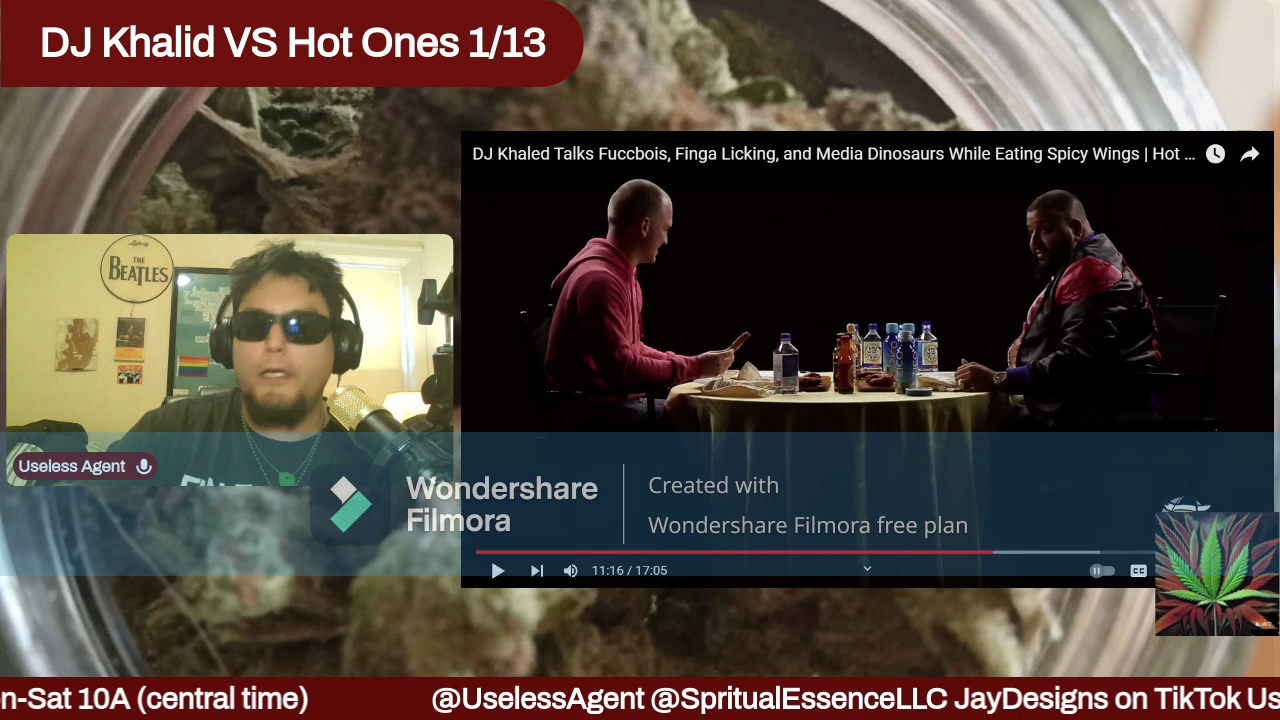 DJ Khalid VS Hot Ones 1/13
DJ Khaled Talks Fuccbois, Finga Licking, and Media Dinosaurs While Eating Spicy Wings | Hot ...
Ludwig
THE
BEATLES
Useless Agent
Wondershare
Filmora
Created with
Wondershare Filmora free plan
11:16 / 17:05
CC
n-Sat 10A (central time)
@UselessAgent @SpritualEssenceLLC JayDesigns on TikTok Us